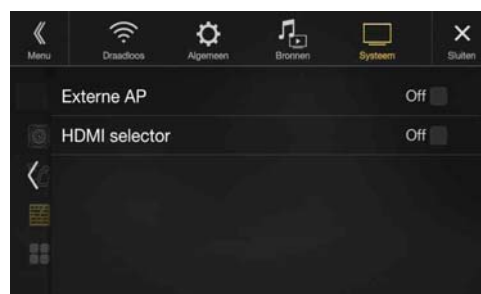 Menu
Draadloos
Algemeen
Bronnen
Systeem
Sluiten
Externe AP Off
HDMI selector Off